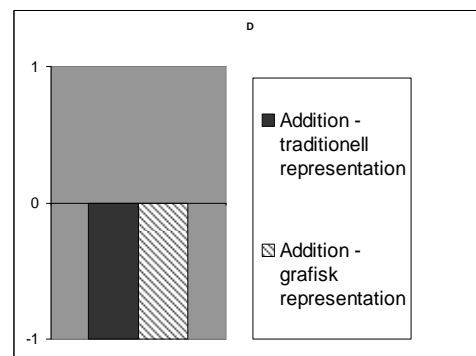 D
1
0
-1
Addition -
traditionell
representation
Addition -
grafisk
representation